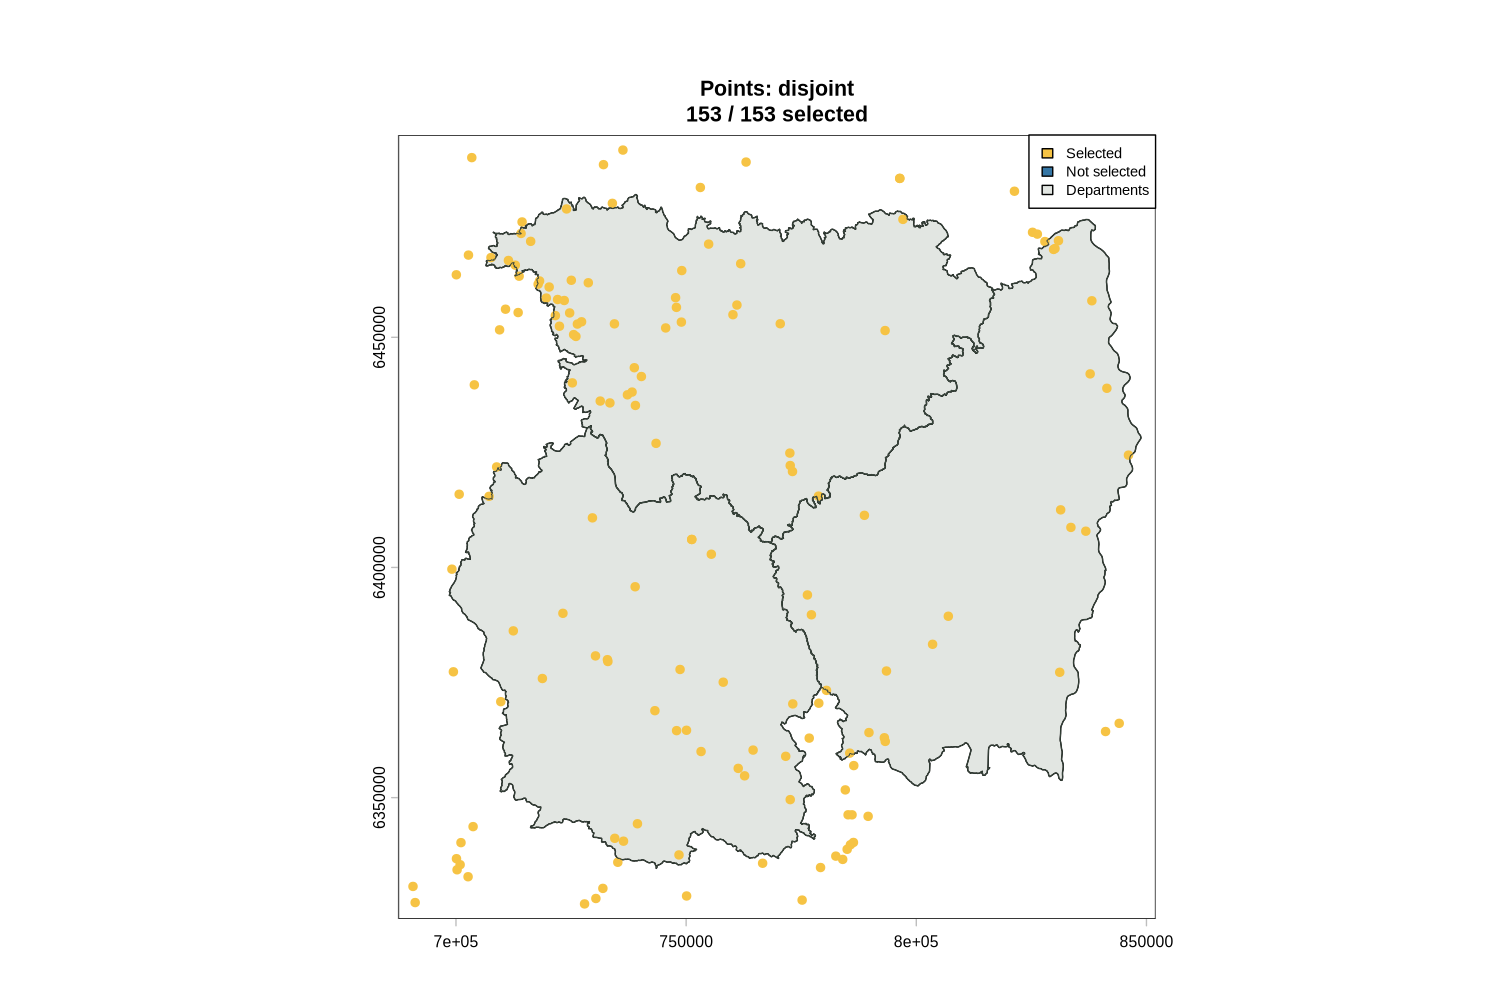 Points: disjoint
153 / 153 selected
Selected
Not selected
Departments
6450000
6400000
6350000
7e+05
750000
8e+05
850000